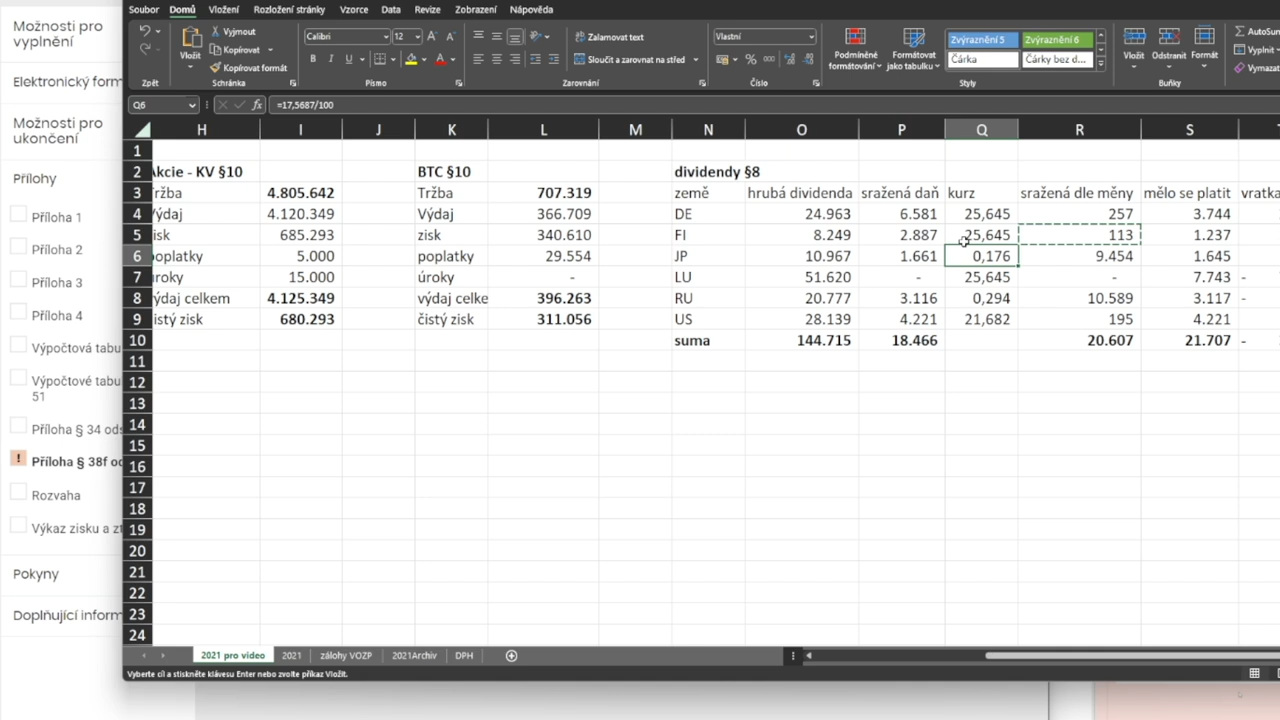 Možnosti pro
vyplnění
Elektronický form
Možnosti pro
ukončení
Přílohy
Příloha 1
Příloha 2
Příloha 3
Příloha 4
Výpočtová tabu
Výpočtové tabu
51
Příloha § 34 ods
! Příloha § 38f od
Rozvaha
Výkaz zisku a zt
Pokyny
Doplňující inform
Soubor Domů Vložení Rozložení stránky Vzorce Data Revize Zobrazení Nápověda
Zpět
Vložit
Vyjmout
Kopírovat
Kopírovat formát
Schránka
Calibri 12
B I U
Písmo
Zalamovat text
Sloučit a zarovnat na střed
Zarovnání
Vlastní
%
Číslo
Podmíněné
formátování
Formátovat
jako tabulku
Zvýraznění 5 Zvýraznění 6
Čárka Čárky bez d...
Styly
Vložit Odstranit Formát
Buňky
AutoSum
Vyplnit
Vymazat
Q6 fx =17,5687/100
H I J K L M N O P Q R S T
1
2 Akcie - KV §10 BTC §10 dividendy §8
3 Tržba 4.805.642 Tržba 707.319 země hrubá dividenda sražená daň kurz sražená dle měny mělo se platit vratka
4 Výdaj 4.120.349 Výdaj 366.709 DE 24.963 6.581 25,645 257 3.744
5 zisk 685.293 zisk 340.610 FI 8.249 2.887 25,645 113 1.237
6 poplatky 5.000 poplatky 29.554 JP 10.967 1.661 0,176 9.454 1.645
7 úroky 15.000 úroky - LU 51.620 - 25,645 - 7.743 -
8 výdaj celkem 4.125.349 výdaj celke 396.263 RU 20.777 3.116 0,294 10.589 3.117 -
9 čistý zisk 680.293 čistý zisk 311.056 US 28.139 4.221 21,682 195 4.221
10 suma 144.715 18.466 20.607 21.707 -
11
12
13
14
15
16
17
18
19
20
21
22
23
24
2021 pro video 2021 zálohy VOZP 2021Archiv DPH
Vyberte cíl a stiskněte klávesu Enter nebo zvolte příkaz Vložit.